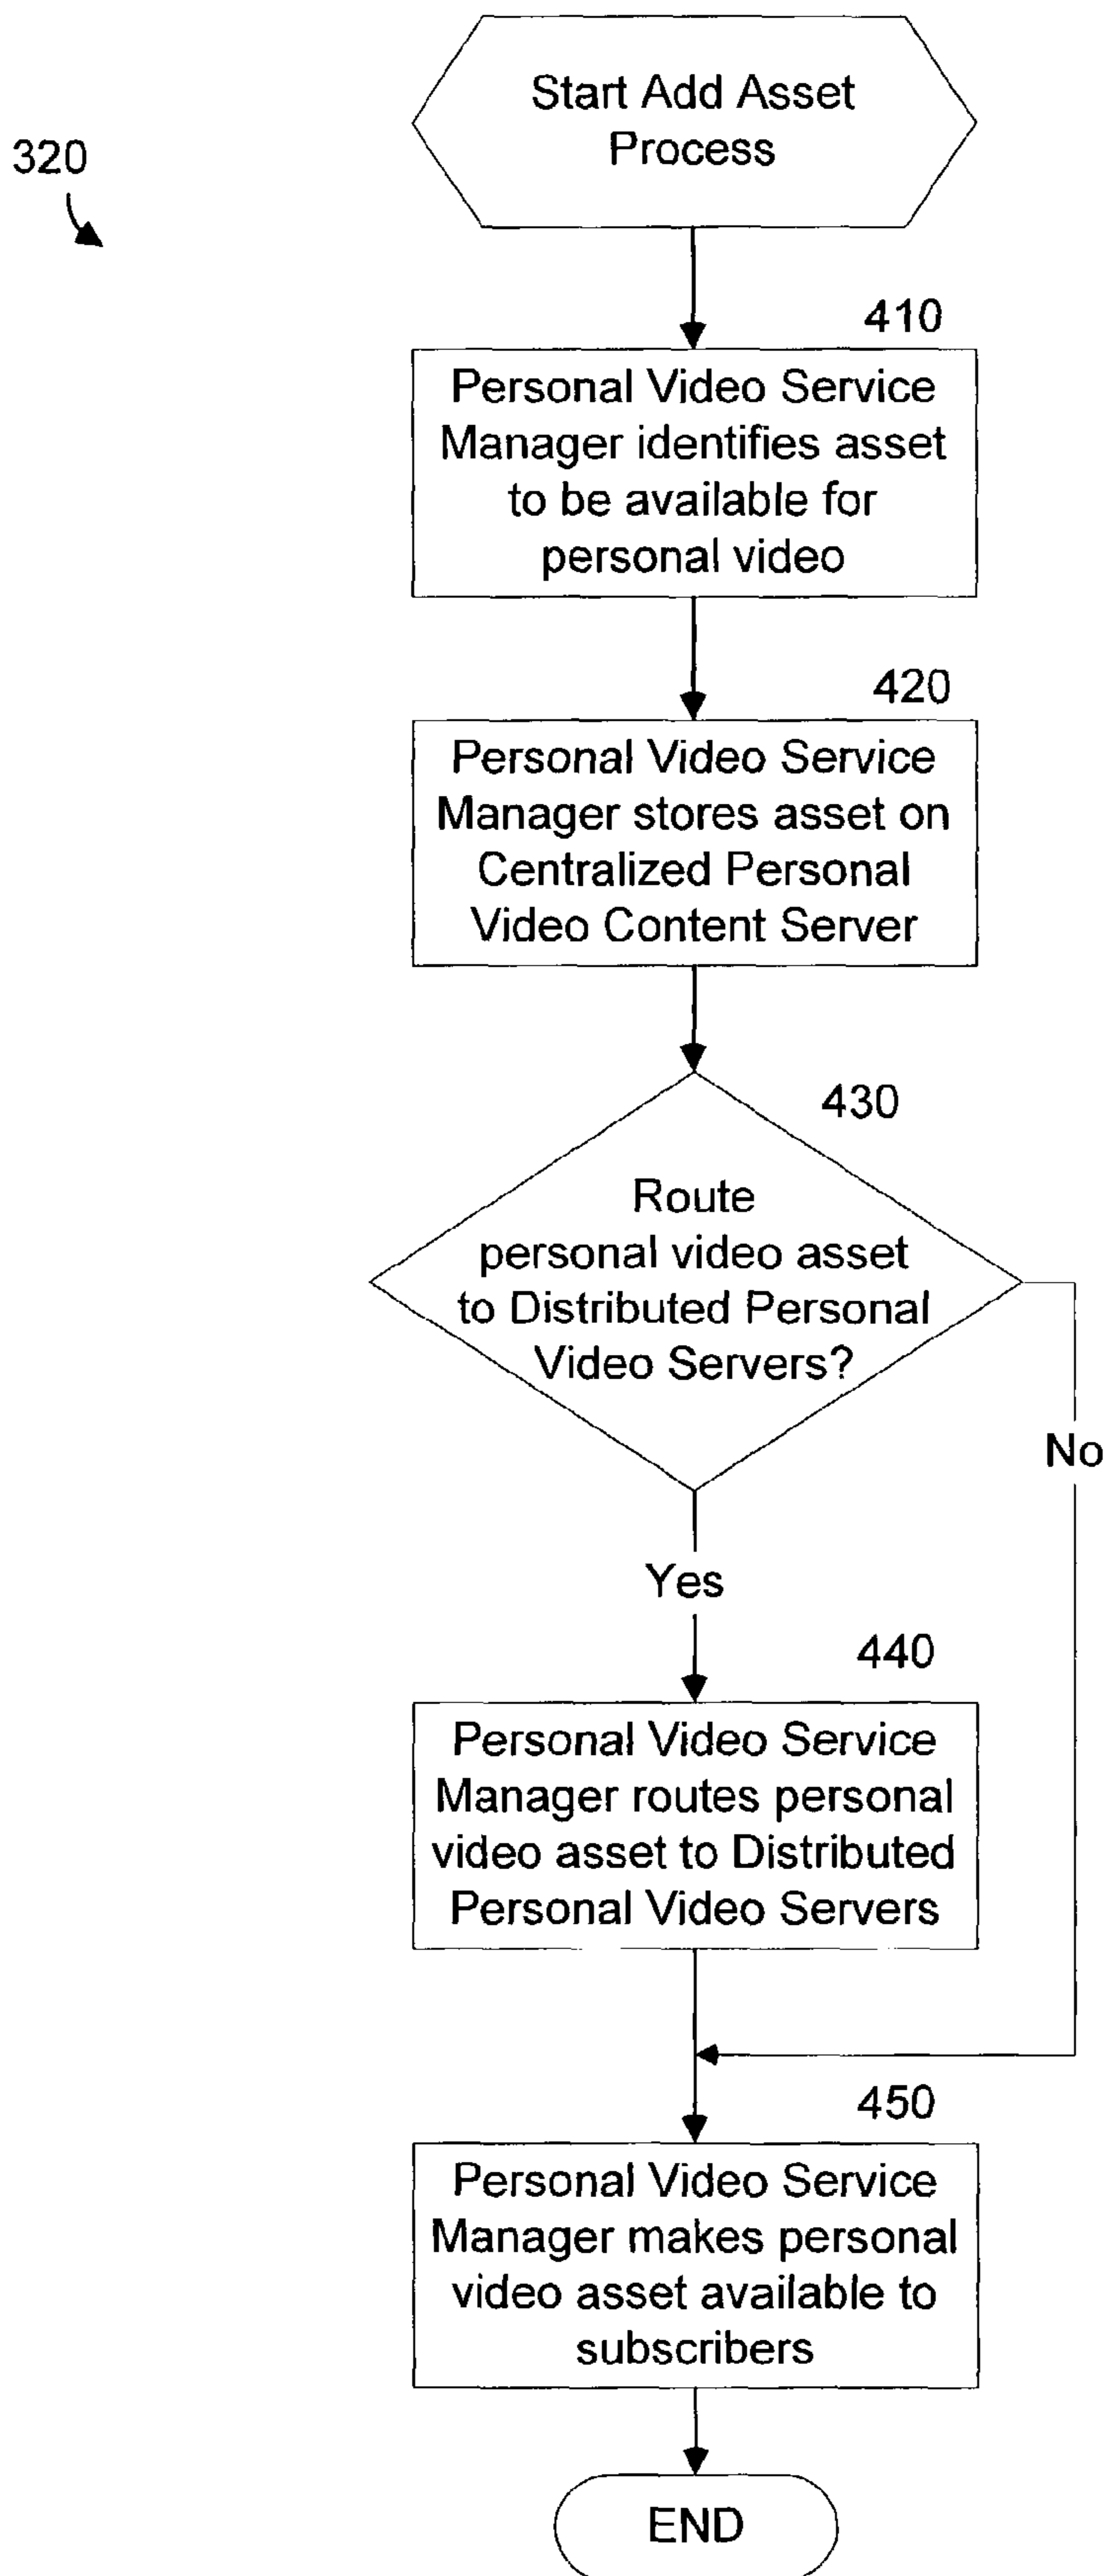 Start Add Asset
Process
320
410
Personal Video Service
Manager identifies asset
to be available for
personal video
420
Personal Video Service
Manager stores asset on
Centralized Personal
Video Content Server
430
Route
personal video asset
to Distributed Personal
Video Servers?
No
Yes
440
Personal Video Service
Manager routes personal
video asset to Distributed
Personal Video Servers
450
Personal Video Service
Manager makes personal
video asset available to
subscribers
END